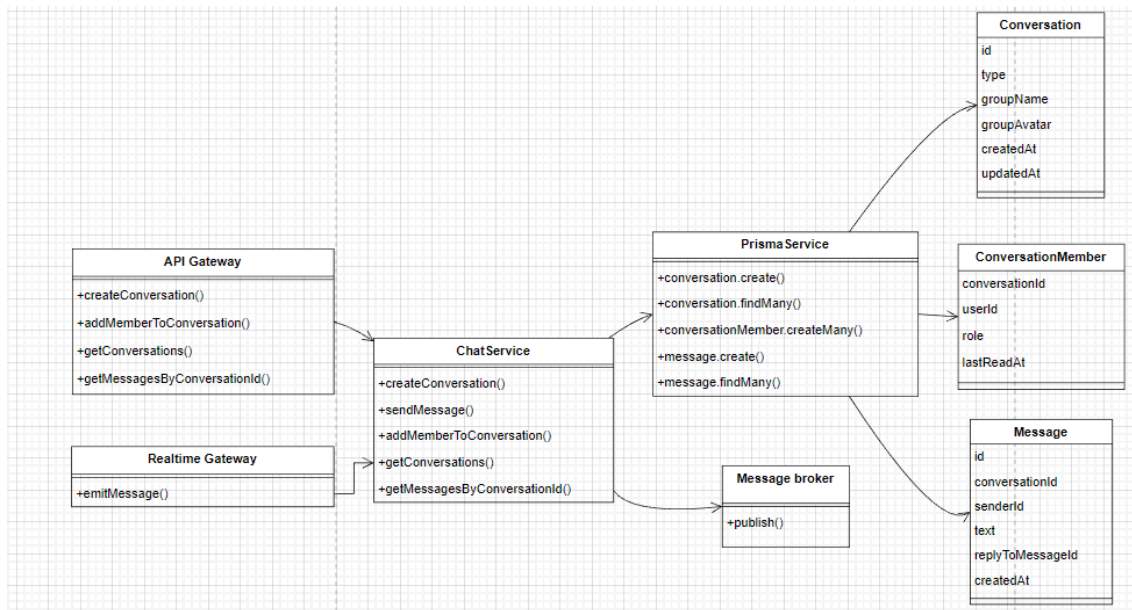 Conversation
id
type
groupName
groupAvatar
createdAt
updatedAt
API Gateway
+createConversation()
+addMemberToConversation()
+getConversations()
+getMessagesByConversationId()
Realtime Gateway
+emitMessage()
ChatService
+createConversation()
+sendMessage()
+addMemberToConversation()
+getConversations()
+getMessagesByConversationId()
PrismaService
+conversation.create()
+conversation.findMany()
+conversationMember.createMany()
+message.create()
+message.findMany()
Message broker
+publish()
ConversationMember
conversationId
userId
role
lastReadAt
Message
id
conversationId
senderId
text
replyToMessageId
createdAt